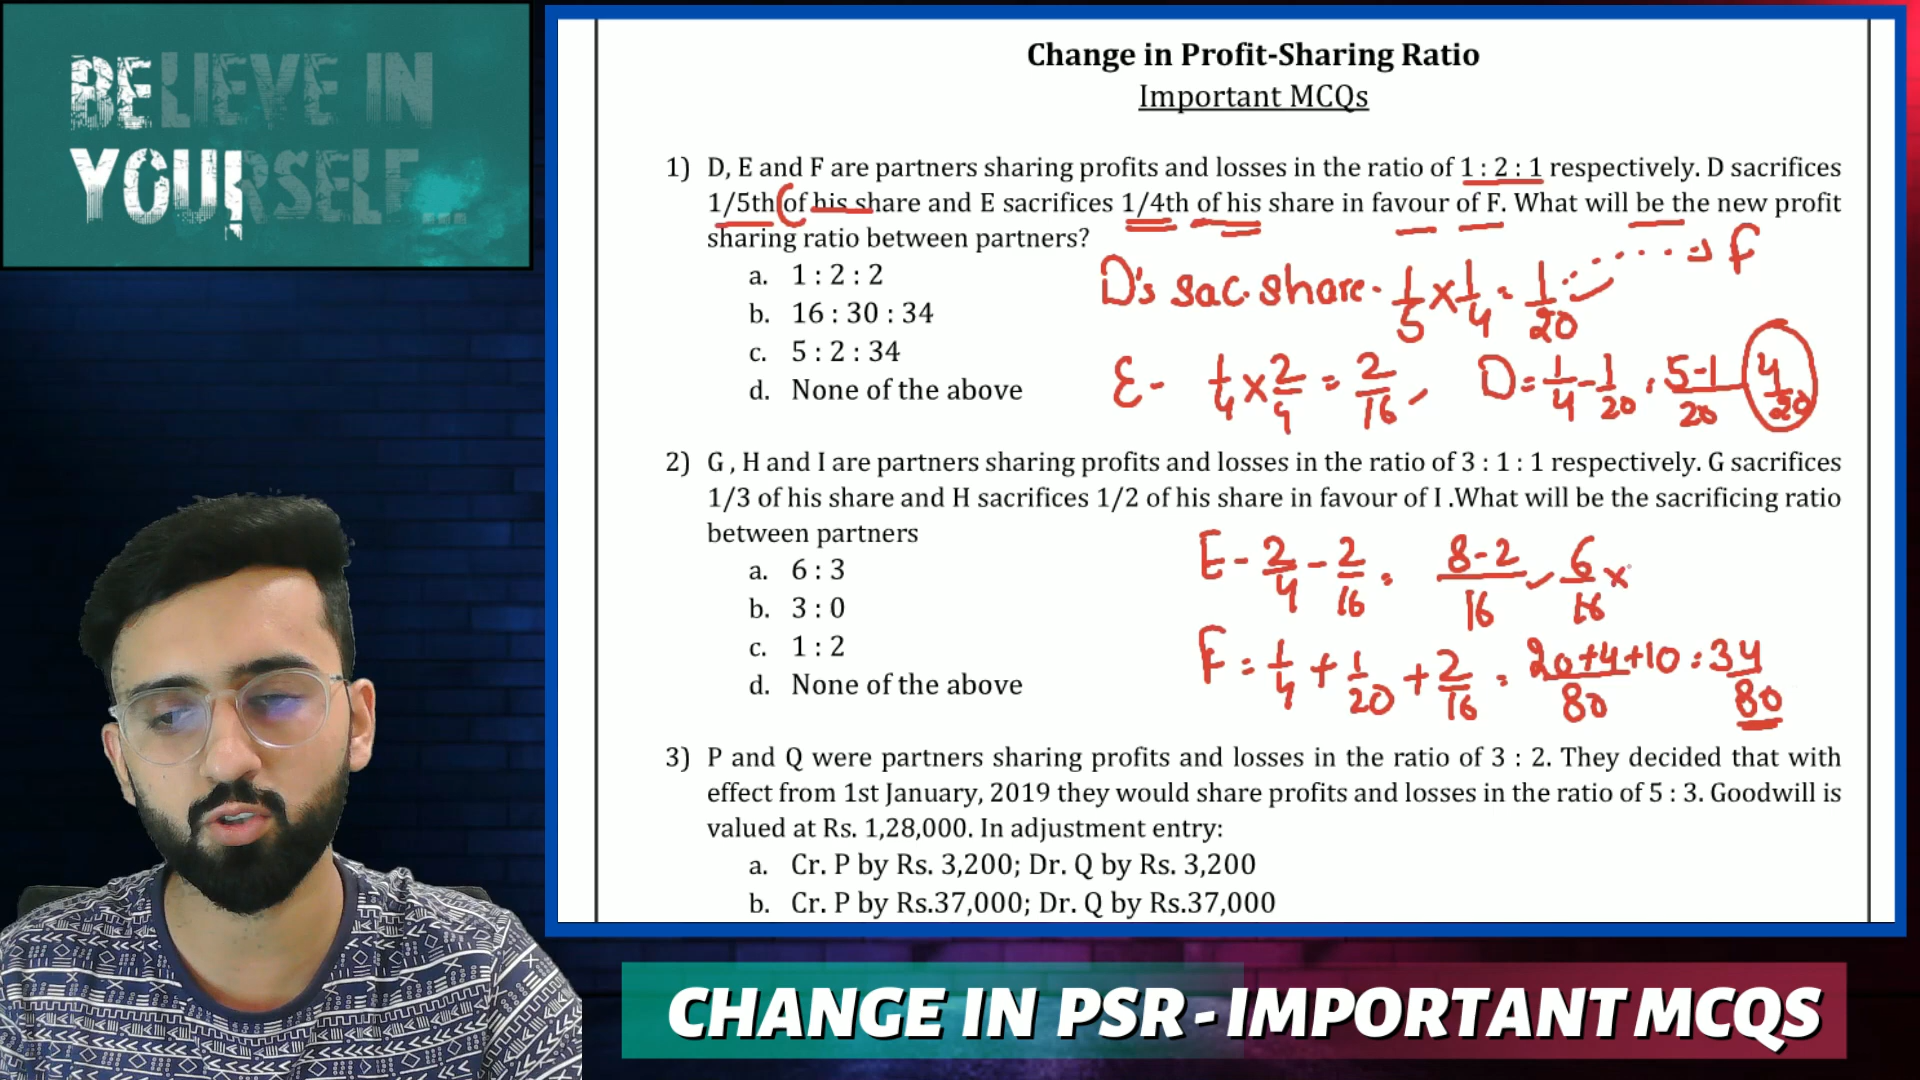 BELIEVE IN
YOURSELF...
Change in Profit-Sharing Ratio
Important MCQs
1) D, E and F are partners sharing profits and losses in the ratio of 1 : 2 : 1 respectively. D sacrifices
1/5th of his share and E sacrifices 1/4th of his share in favour of F. What will be the new profit
sharing ratio between partners?
a. 1 : 2 : 2
b. 16 : 30 : 34
c. 5 : 2 : 34
d. None of the above
D's sac. share - 1/5 x 1/4 = 1/20 → F
E - 1/4 x 2/4 = 2/16
D = 1/4 - 1/20 = 5-1/20 4/20
2) G , H and I are partners sharing profits and losses in the ratio of 3 : 1 : 1 respectively. G sacrifices
1/3 of his share and H sacrifices 1/2 of his share in favour of I .What will be the sacrificing ratio
between partners
a. 6 : 3
b. 3 : 0
c. 1 : 2
d. None of the above
E - 2/4 - 2/16 = 8-2/16 6/16 x
F = 1/4 + 1/20 + 2/16 = 20+4+10/80 = 34/80
3) P and Q were partners sharing profits and losses in the ratio of 3 : 2. They decided that with
effect from 1st January, 2019 they would share profits and losses in the ratio of 5 : 3. Goodwill is
valued at Rs. 1,28,000. In adjustment entry:
a. Cr. P by Rs. 3,200; Dr. Q by Rs. 3,200
b. Cr. P by Rs.37,000; Dr. Q by Rs.37,000
CHANGE IN PSR - IMPORTANT MCQS